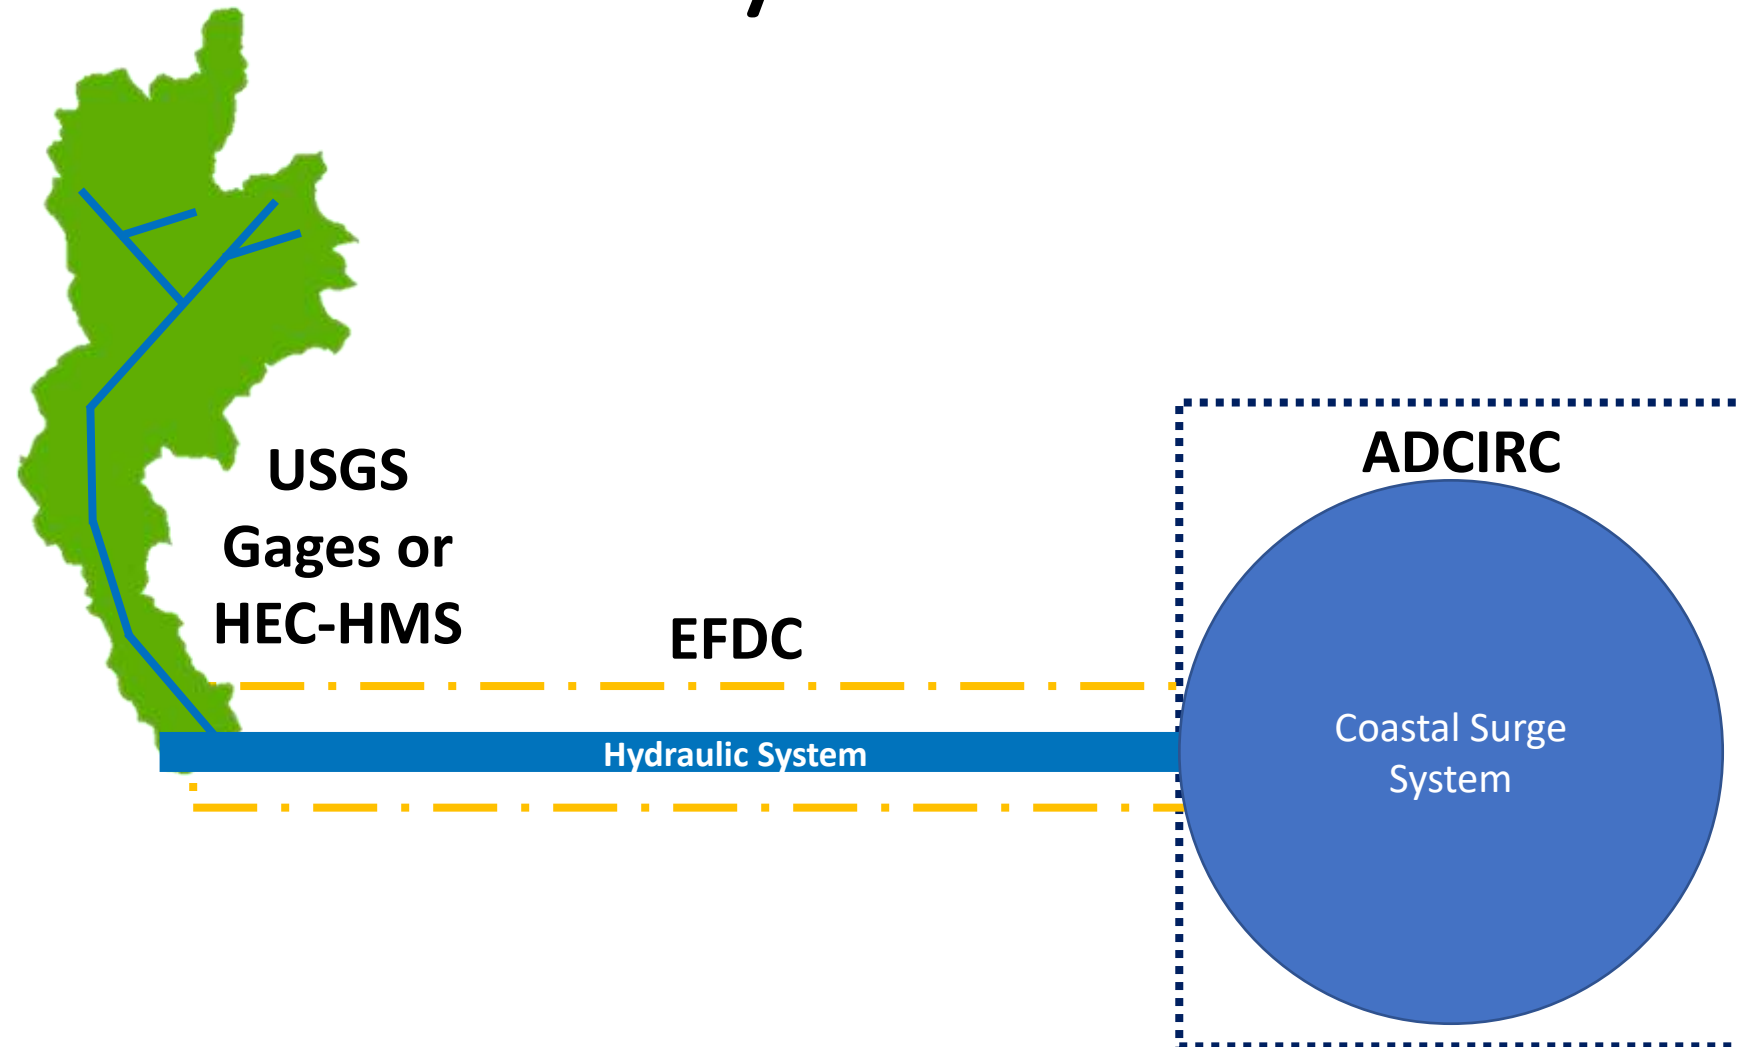 USGS
Gages or
HEC-HMS
EFDC
ADCIRC
Hydraulic System
Coastal Surge
System